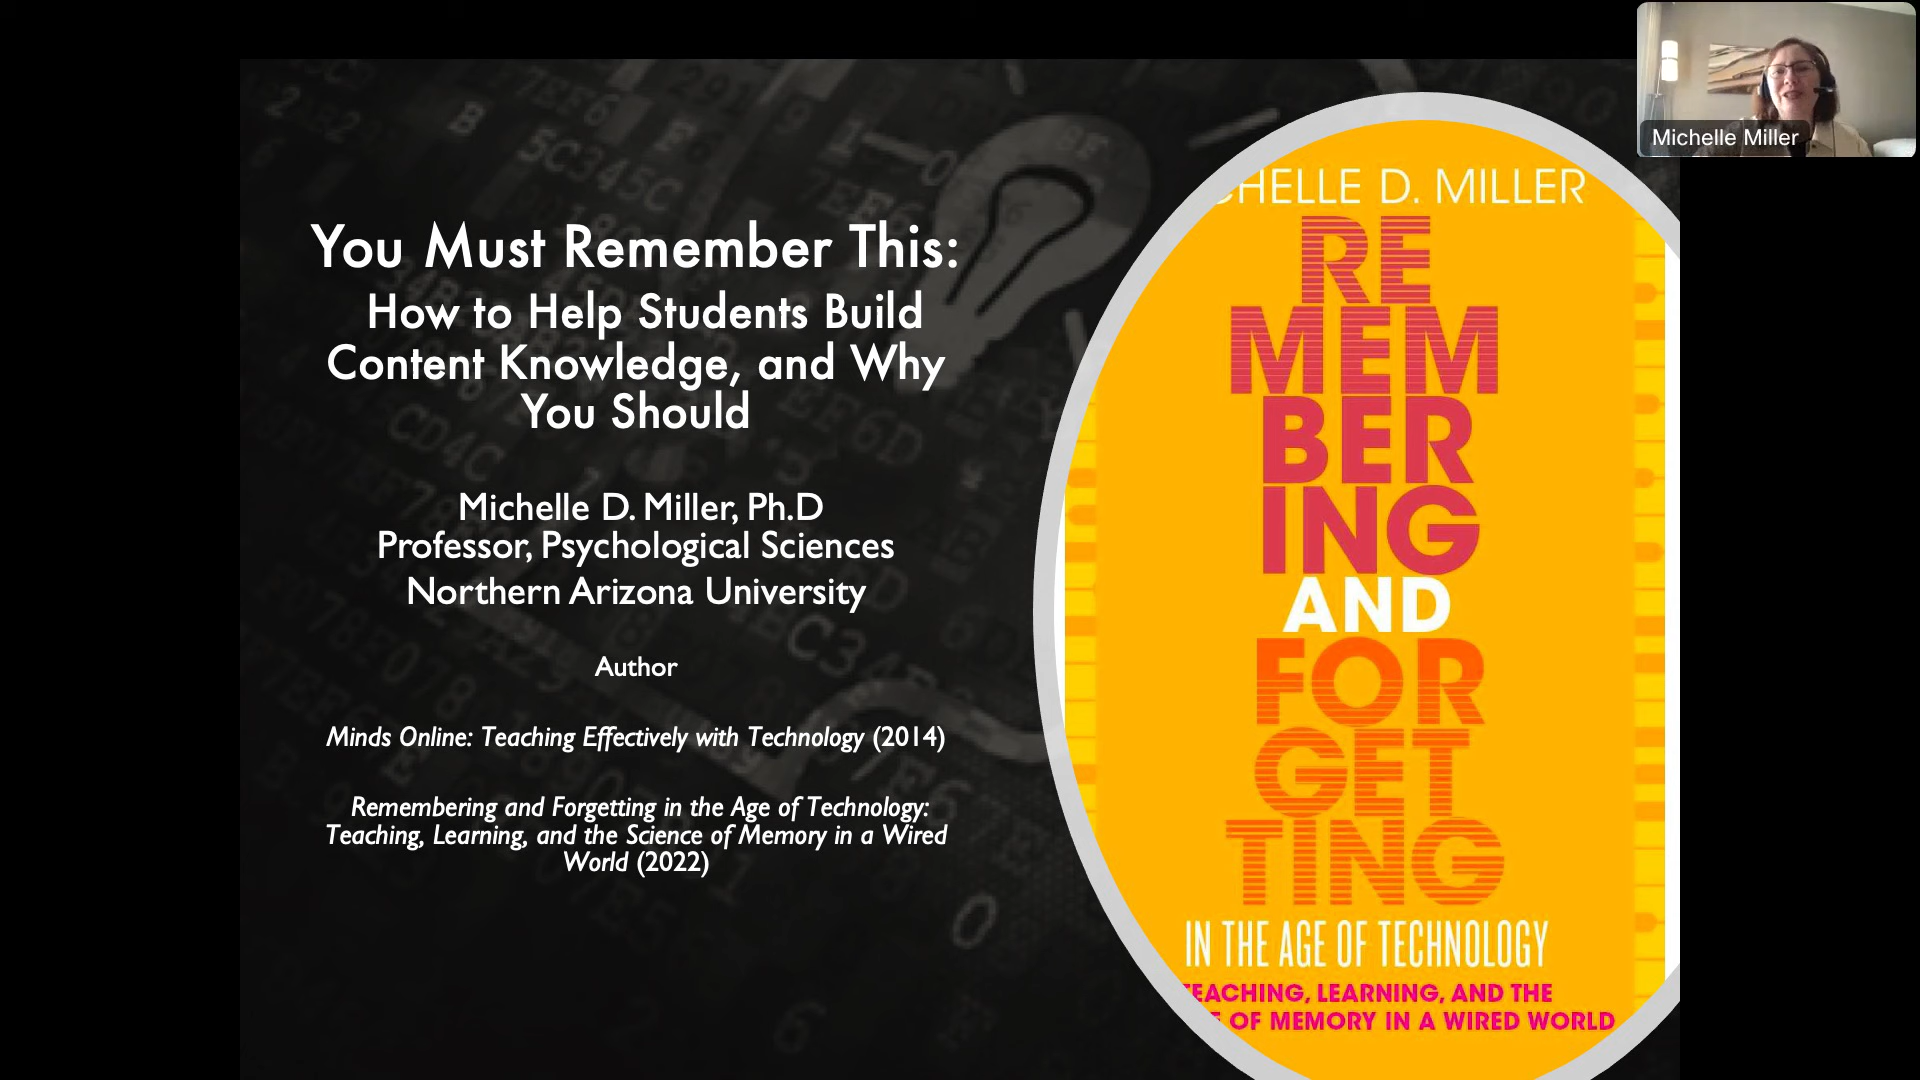 You Must Remember This:
How to Help Students Build
Content Knowledge, and Why
You Should
Michelle D. Miller, Ph.D
Professor, Psychological Sciences
Northern Arizona University
Author
Minds Online: Teaching Effectively with Technology (2014)
Remembering and Forgetting in the Age of Technology:
Teaching, Learning, and the Science of Memory in a Wired
World (2022)
CHELLE D. MILLER
RE
MEM
BER
ING
AND
FOR
GET
TING
IN THE AGE OF TECHNOLOGY
TEACHING, LEARNING, AND THE
OF MEMORY IN A WIRED WORLD
Michelle Miller